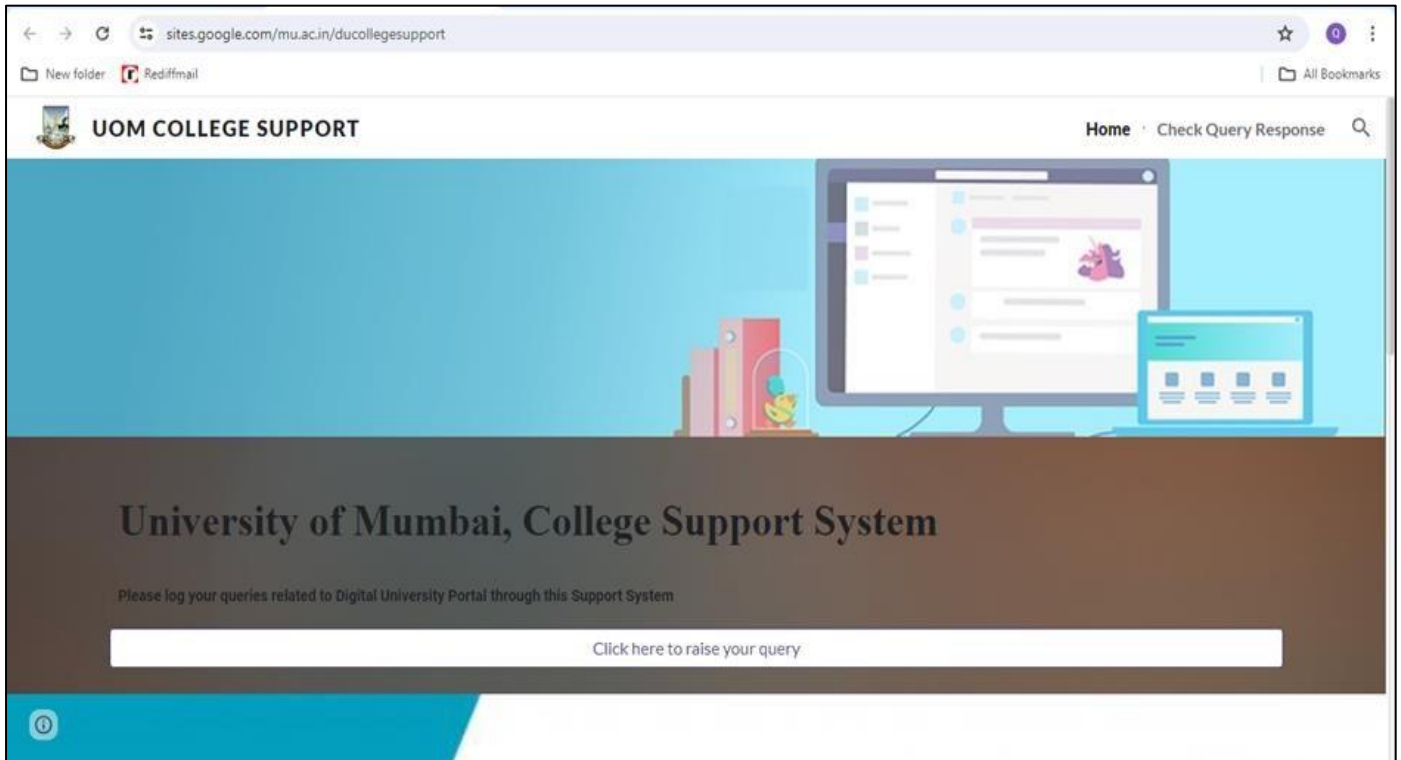 sites.google.com/mu.ac.in/ducollegesupport
Q
New folder Rediffmail All Bookmarks
UOM COLLEGE SUPPORT Home · Check Query Response
University of Mumbai, College Support System
Please log your queries related to Digital University Portal through this Support System
Click here to raise your query